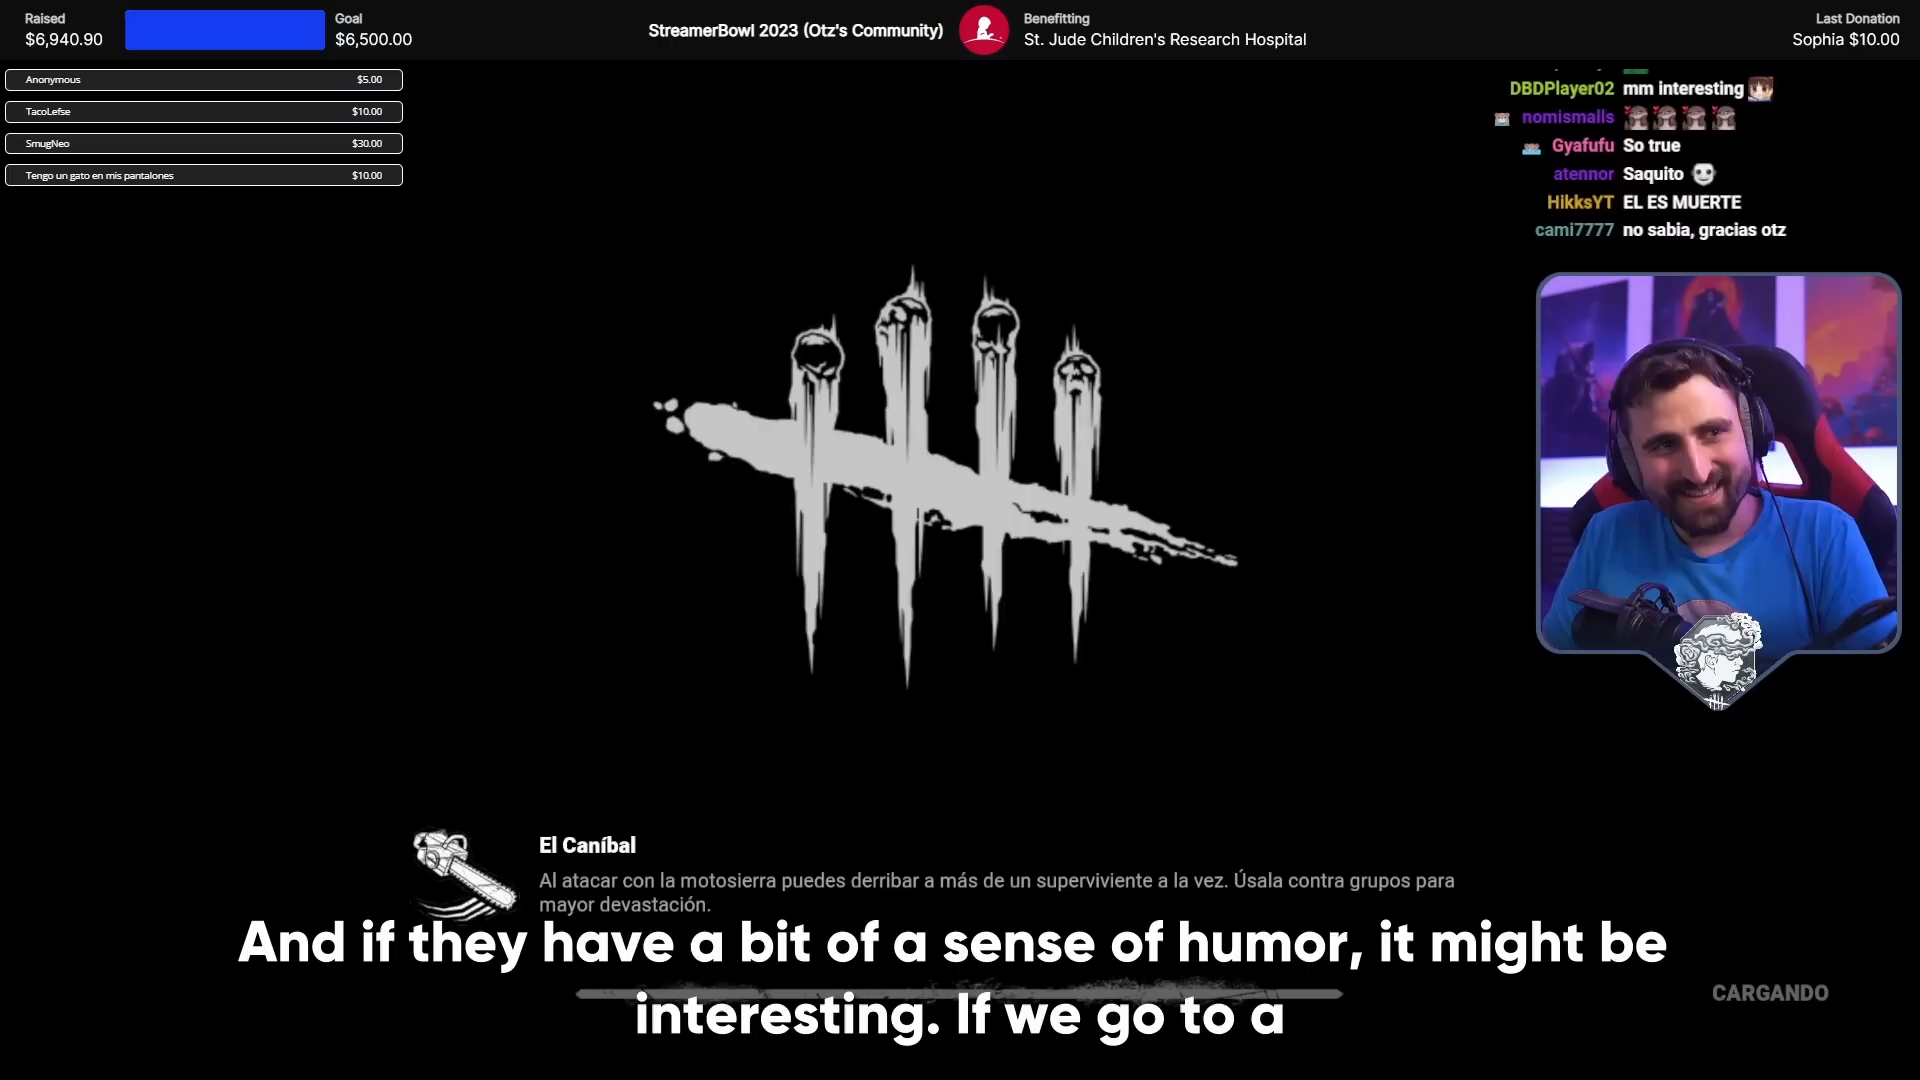 Raised
$6,940.90
Goal
$6,500.00
StreamerBowl 2023 (Otz's Community)
Benefitting
St. Jude Children's Research Hospital
Last Donation
Sophia $10.00
Anonymous $5.00
TacoLefse $10.00
SmugNeo $30.00
Tengo un gato en mis pantalones $10.00
DBDPlayer02 mm interesting
nomismalls
Gyafufu So true
atennor Saquito
HikksYT EL ES MUERTE
cami7777 no sabia, gracias otz
El Caníbal
Al atacar con la motosierra puedes derribar a más de un superviviente a la vez. Úsala contra grupos para
mayor devastación.
And if they have a bit of a sense of humor, it might be
interesting. If we go to a
CARGANDO